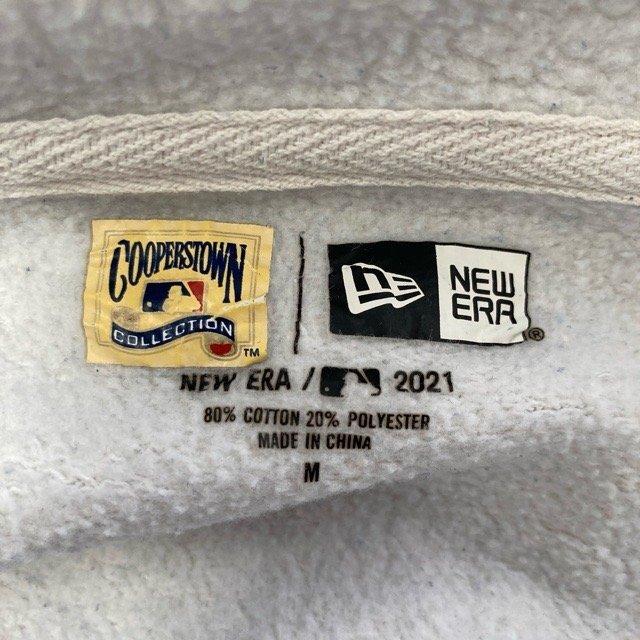 COOPERSTOWN
COLLECTION
TM
NEW
ERA
®
NEW ERA / 2021
80% COTTON 20% POLYESTER
MADE IN CHINA
M